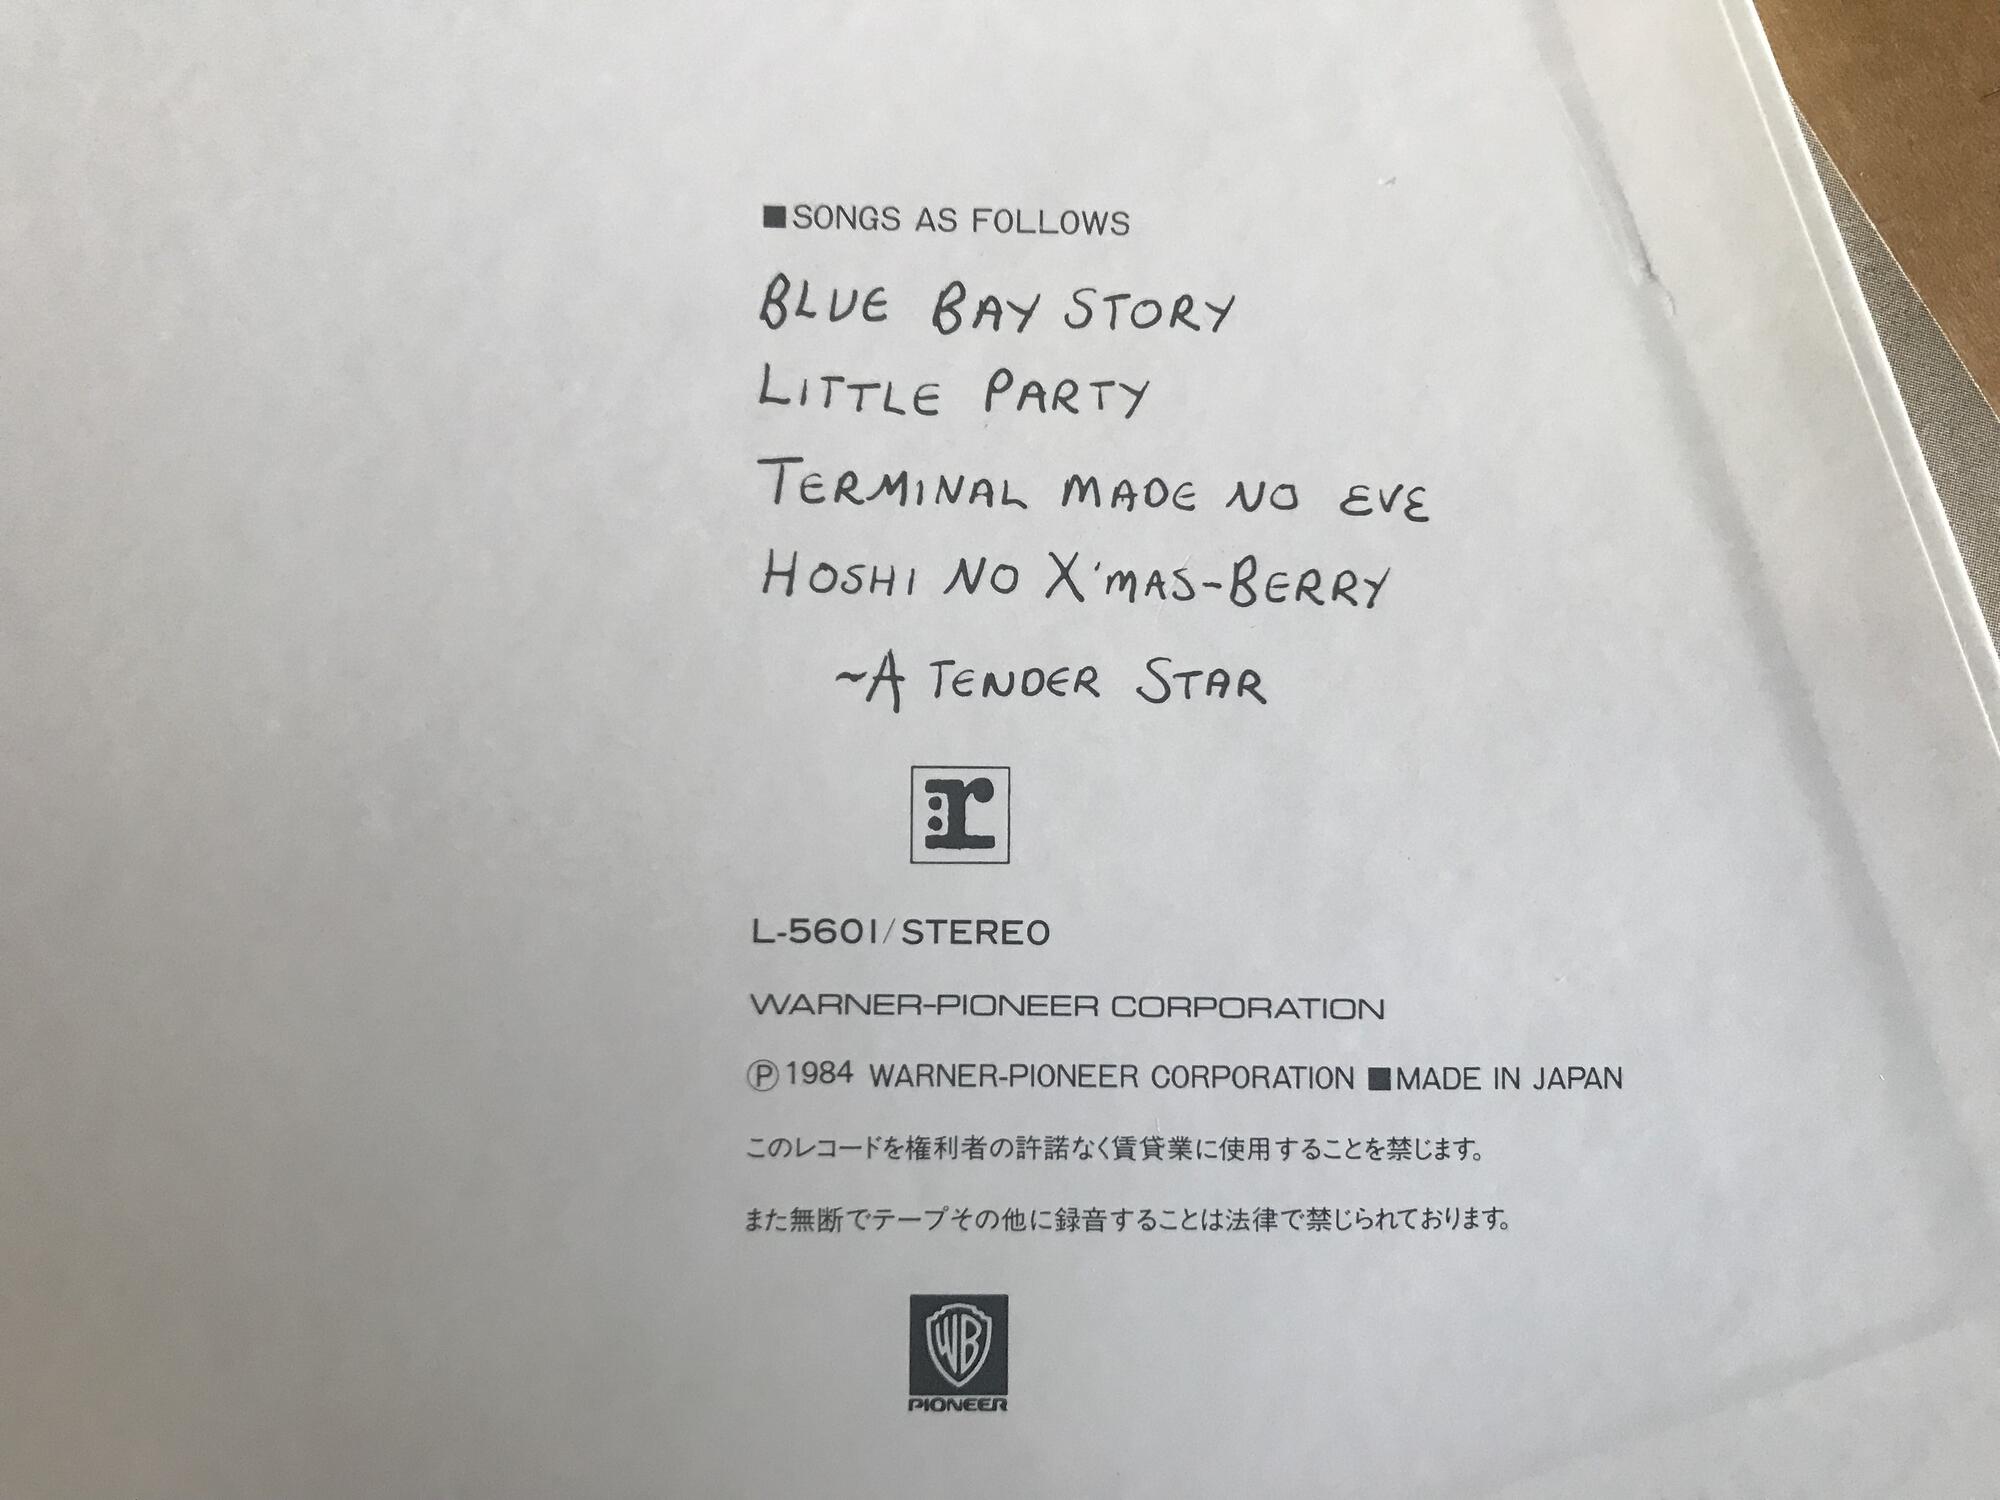 ■SONGS AS FOLLOWS
BLUE BAY STORY
LITTLE PARTY
TERMINAL MADE NO EVE
HOSHI NO X'MAS-BERRY
~A TENDER STAR
:r
L-5601/STEREO
WARNER-PIONEER CORPORATION
Ⓟ1984 WARNER-PIONEER CORPORATION ■MADE IN JAPAN
このレコードを権利者の許諾なく賃貸業に使用することを禁じます。
また無断でテープその他に録音することは法律で禁じられております。
WB
PIONEER